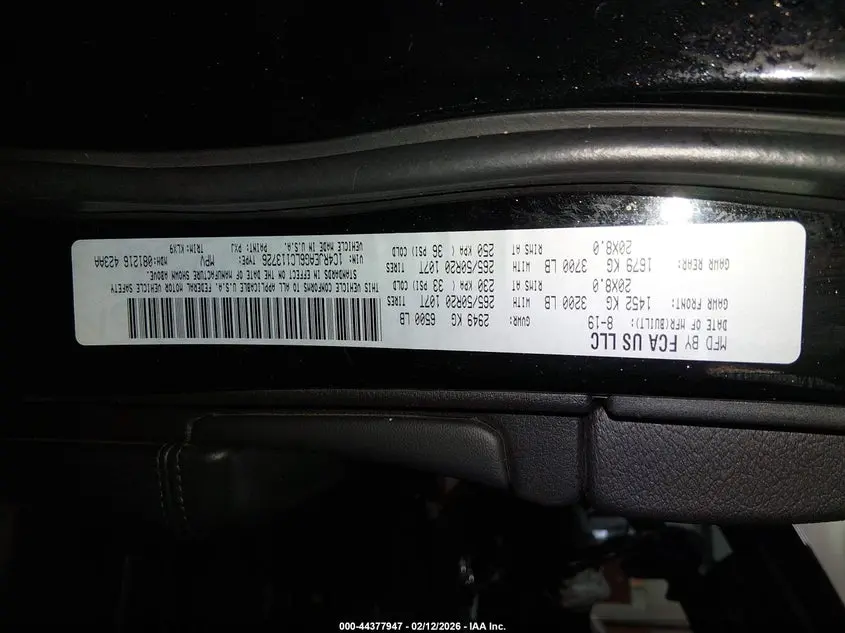 MFD BY FCA US LLC
DATE OF MFR(BUILT): 8-19
GVWR: 2949 KG 6500 LB
GAWR FRONT: 1452 KG 3200 LB WITH 265/50R20 107T TIRES
20X8.0 RIMS AT 230 KPA ( 33 PSI) COLD
GAWR REAR: 1679 KG 3700 LB WITH 265/50R20 107T TIRES
20X8.0 RIMS AT 250 KPA ( 36 PSI) COLD
THIS VEHICLE CONFORMS TO ALL APPLICABLE U.S.A. FEDERAL MOTOR VEHICLE SAFETY
STANDARDS IN EFFECT ON THE DATE OF MANUFACTURE SHOWN ABOVE.
VIN: 1C4RJEAG6LC113726 TYPE: MPV MDH:081216 423AA
VEHICLE MADE IN U.S.A. PAINT: PXJ TRIM:KLX9
000-44377947 - 02/12/2026 - IAA Inc.